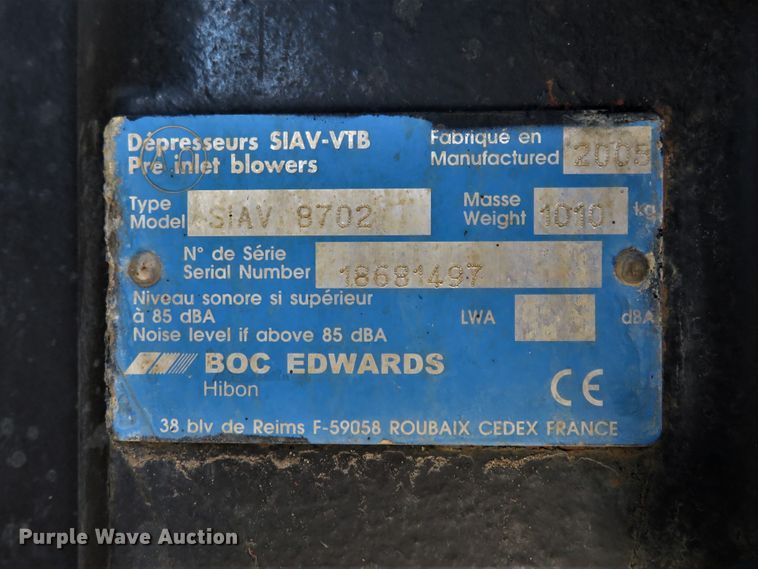 Dépresseurs SIAV-VTB
Pre inlet blowers
Fabriqué en
Manufactured 2005
Type
Model SIAV 8702
Masse
Weight 1010 kg
N° de Série
Serial Number 18681497
Niveau sonore si supérieur
à 85 dBA
Noise level if above 85 dBA
LWA dBA
BOC EDWARDS
Hibon
CE
38 blv de Reims F-59058 ROUBAIX CEDEX FRANCE
Purple Wave Auction